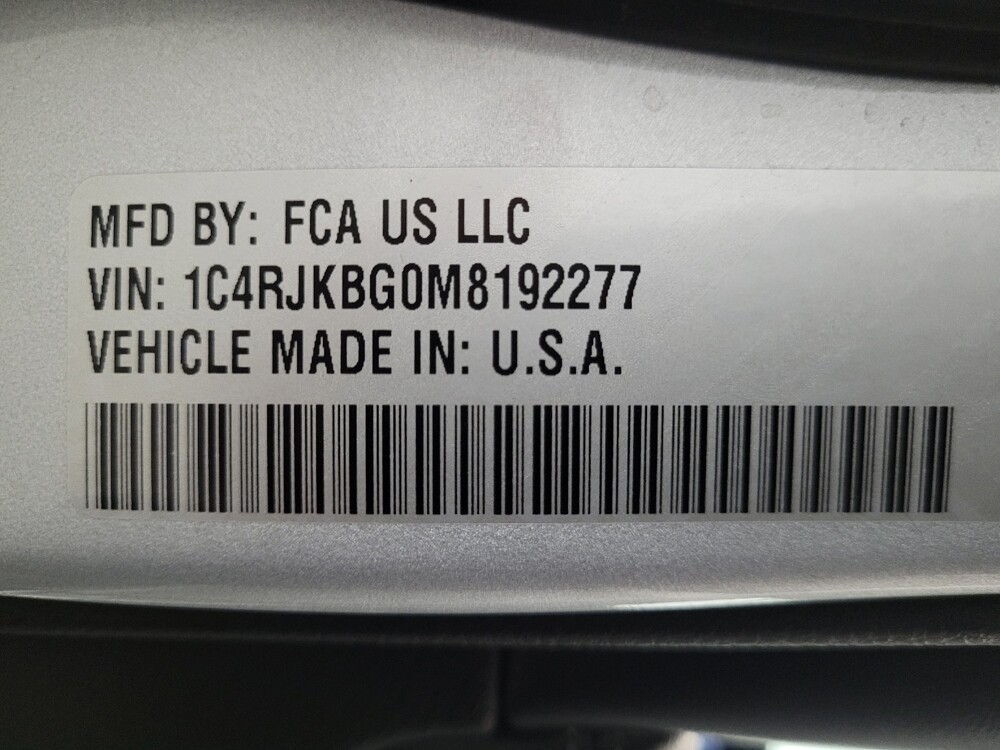 MFD BY: FCA US LLC
VIN: 1C4RJKBG0M8192277
VEHICLE MADE IN: U.S.A.